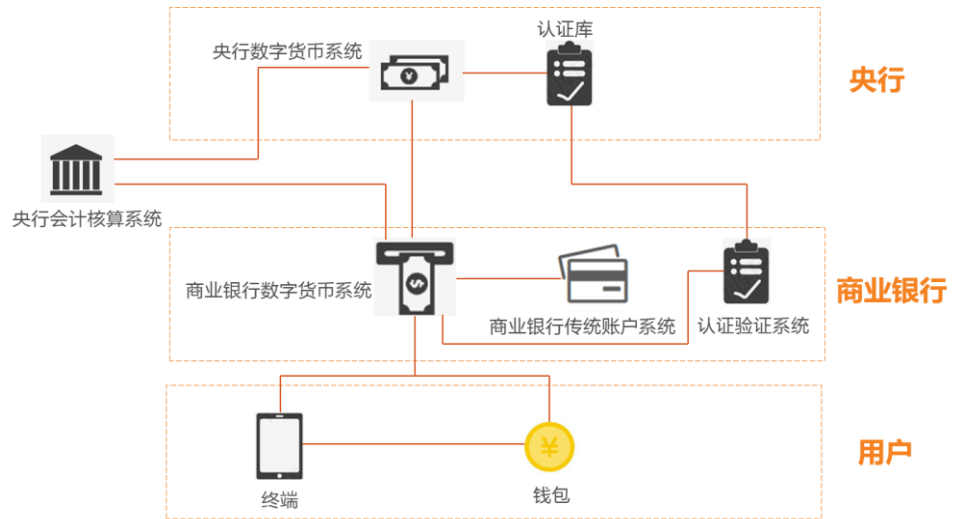 认证库
央行数字货币系统
央行
央行会计核算系统
商业银行数字货币系统
商业银行
商业银行传统账户系统
认证验证系统
用户
终端
钱包